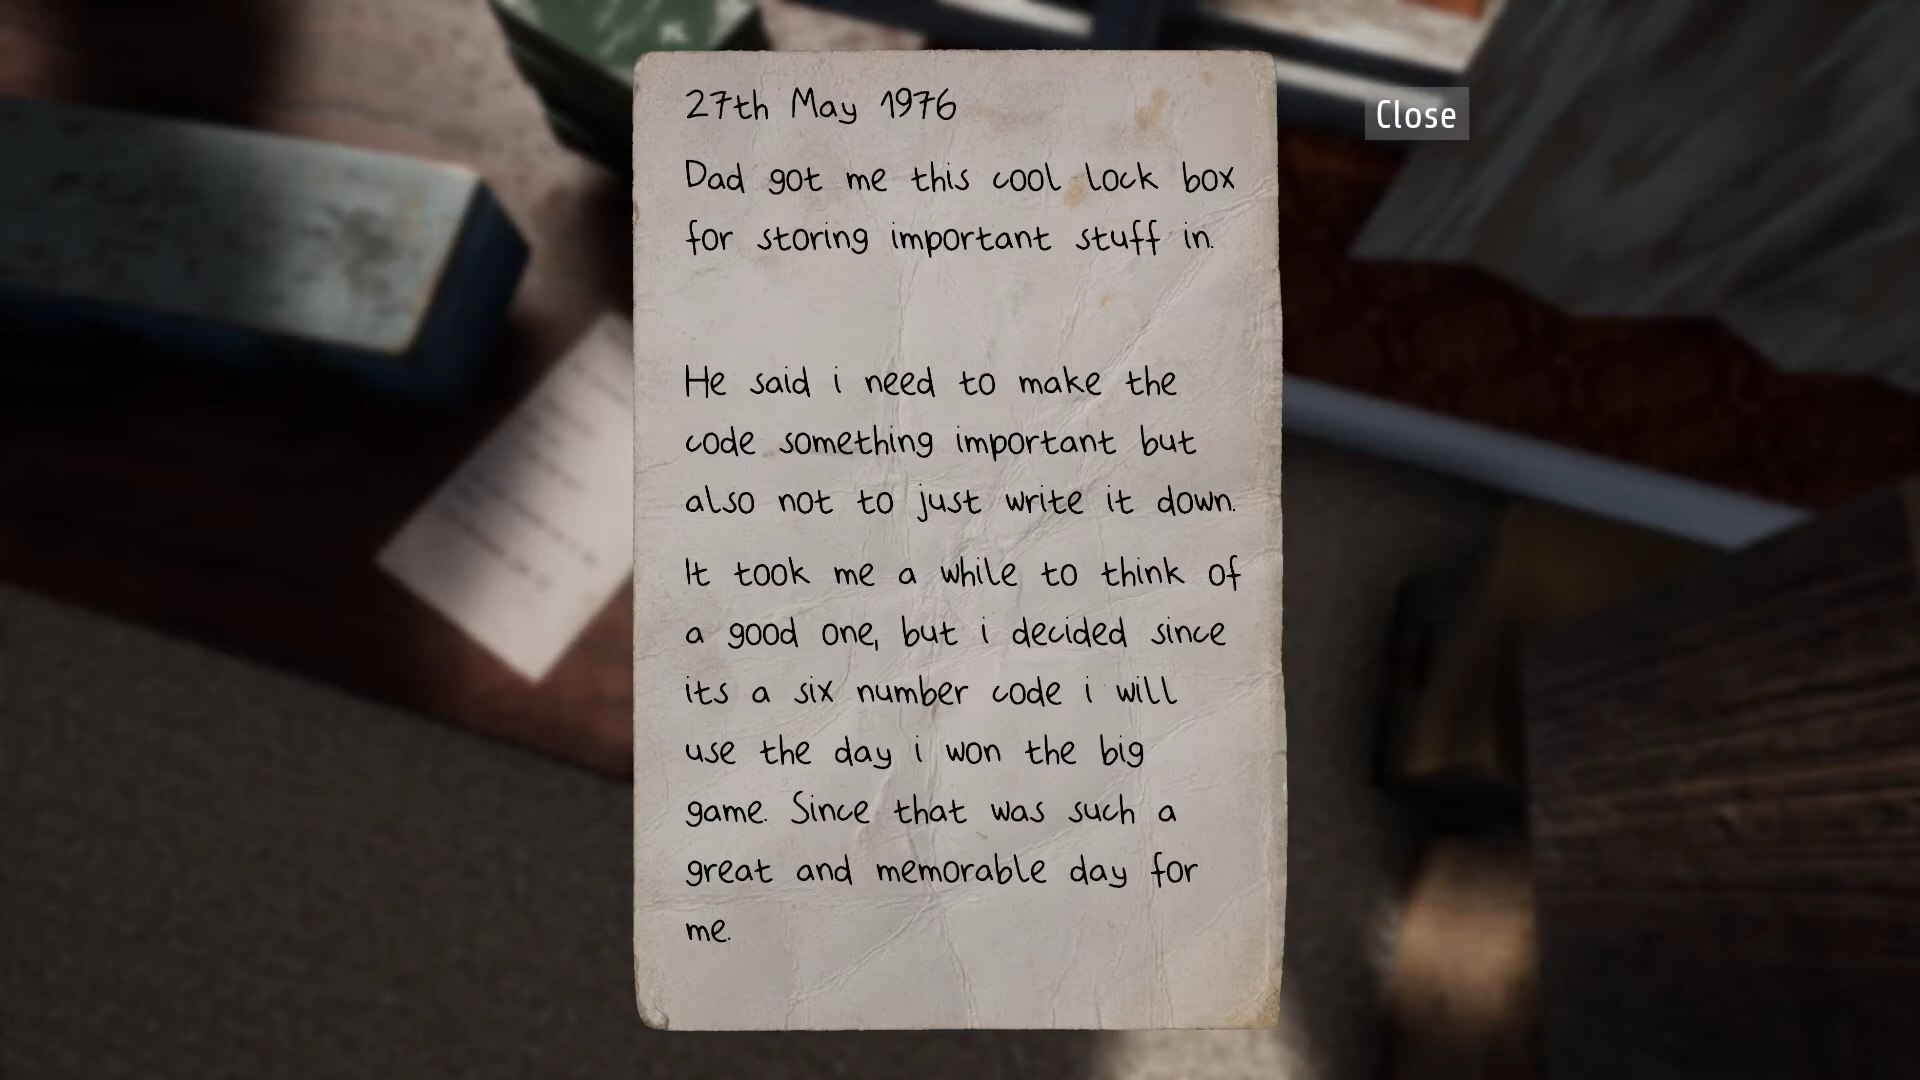 27th May 1976
Close
Dad got me this cool lock box
for storing important stuff in.
He said i need to make the
code something important but
also not to just write it down.
It took me a while to think of
a good one, but i decided since
its a six number code i will
use the day i won the big
game. Since that was such a
great and memorable day for
me.